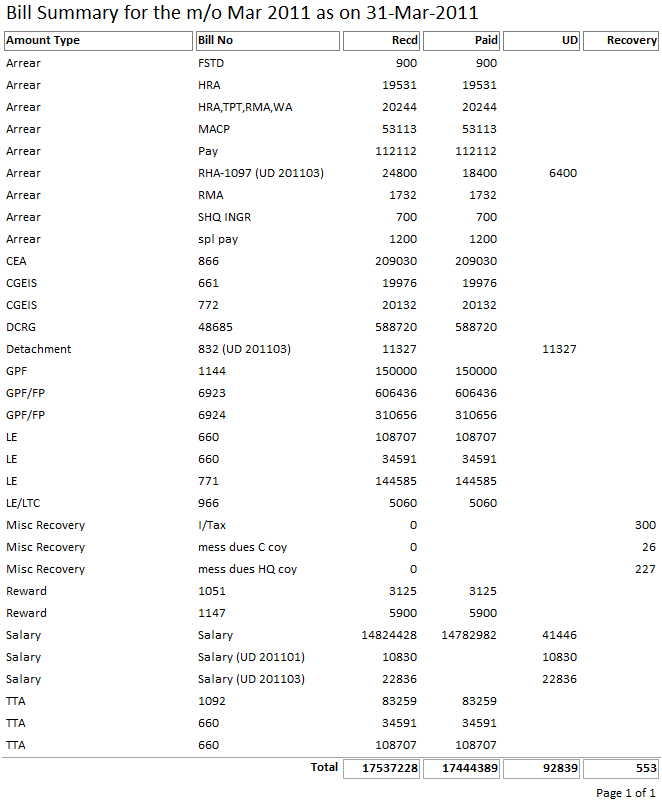 Bill Summary for the m/o Mar 2011 as on 31-Mar-2011
Amount Type Bill No Recd Paid UD Recovery
Arrear FSTD 900 900
Arrear HRA 19531 19531
Arrear HRA,TPT,RMA,WA 20244 20244
Arrear MACP 53113 53113
Arrear Pay 112112 112112
Arrear RHA-1097 (UD 201103) 24800 18400 6400
Arrear RMA 1732 1732
Arrear SHQ INGR 700 700
Arrear spl pay 1200 1200
CEA 866 209030 209030
CGEIS 661 19976 19976
CGEIS 772 20132 20132
DCRG 48685 588720 588720
Detachment 832 (UD 201103) 11327 11327
GPF 1144 150000 150000
GPF/FP 6923 606436 606436
GPF/FP 6924 310656 310656
LE 660 108707 108707
LE 660 34591 34591
LE 771 144585 144585
LE/LTC 966 5060 5060
Misc Recovery I/Tax 0 300
Misc Recovery mess dues C coy 0 26
Misc Recovery mess dues HQ coy 0 227
Reward 1051 3125 3125
Reward 1147 5900 5900
Salary Salary 14824428 14782982 41446
Salary Salary (UD 201101) 10830 10830
Salary Salary (UD 201103) 22836 22836
TTA 1092 83259 83259
TTA 660 34591 34591
TTA 660 108707 108707
Total 17537228 17444389 92839 553
Page 1 of 1